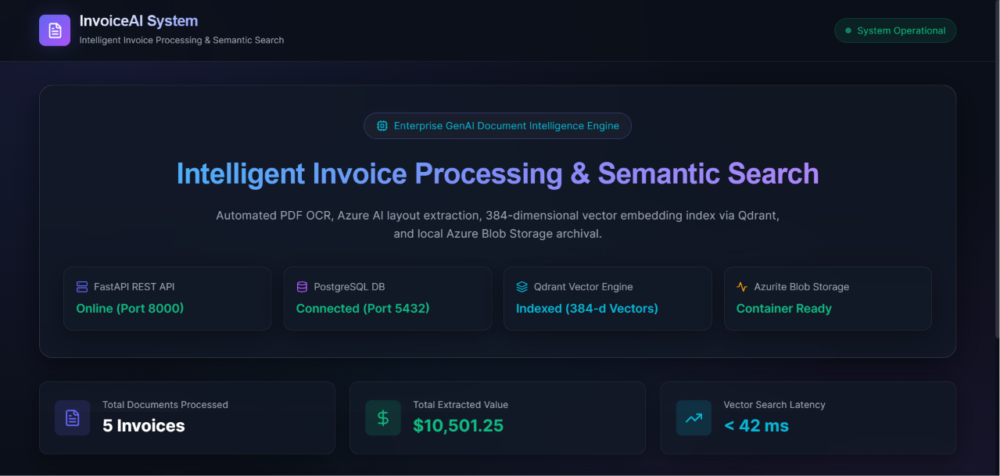 InvoiceAI System
Intelligent Invoice Processing & Semantic Search
System Operational
Enterprise GenAI Document Intelligence Engine
Intelligent Invoice Processing & Semantic Search
Automated PDF OCR, Azure AI layout extraction, 384-dimensional vector embedding index via Qdrant,
and local Azure Blob Storage archival.
FastAPI REST API
Online (Port 8000)
PostgreSQL DB
Connected (Port 5432)
Qdrant Vector Engine
Indexed (384-d Vectors)
Azurite Blob Storage
Container Ready
Total Documents Processed
5 Invoices
Total Extracted Value
$10,501.25
Vector Search Latency
< 42 ms